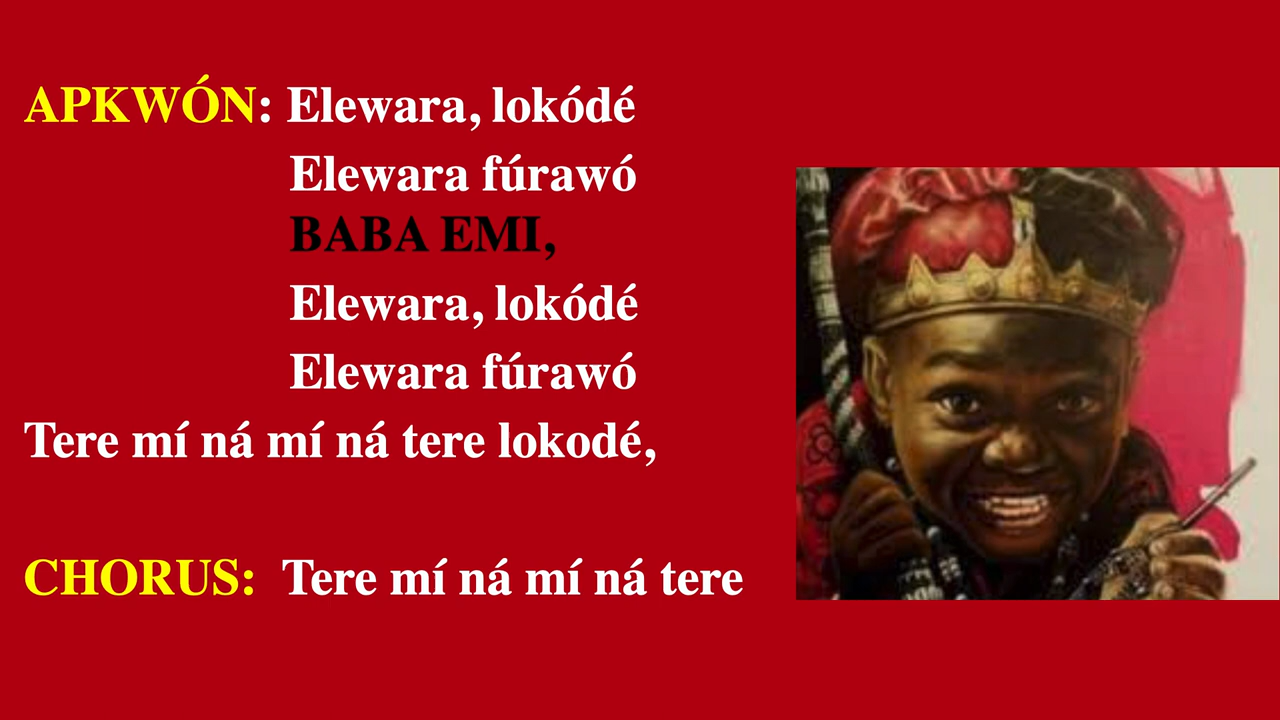 APKWÓN: Elewara, lokódé
Elewara fúrawó
BABA EMI,
Elewara, lokódé
Elewara fúrawó
Tere mí ná mí ná tere lokodé,
CHORUS: Tere mí ná mí ná tere